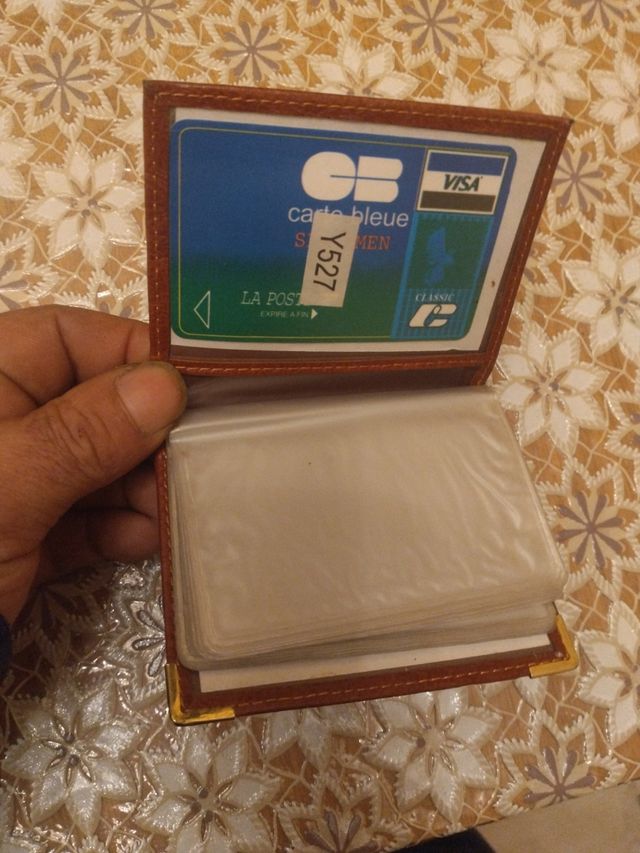 CB
VISA
carte bleue
Y527
CLASSIC
LA POST
EXPIRE A FIN